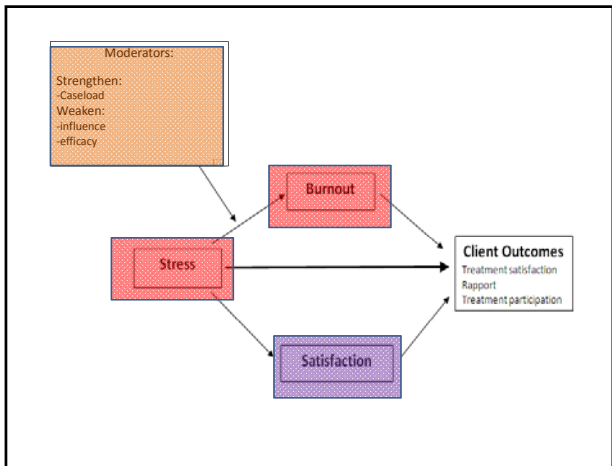 Moderators:
Strengthen:
-Caseload
Weaken:
-influence
-efficacy
Burnout
Stress
Client Outcomes
Treatment satisfaction
Rapport
Treatment participation
Satisfaction